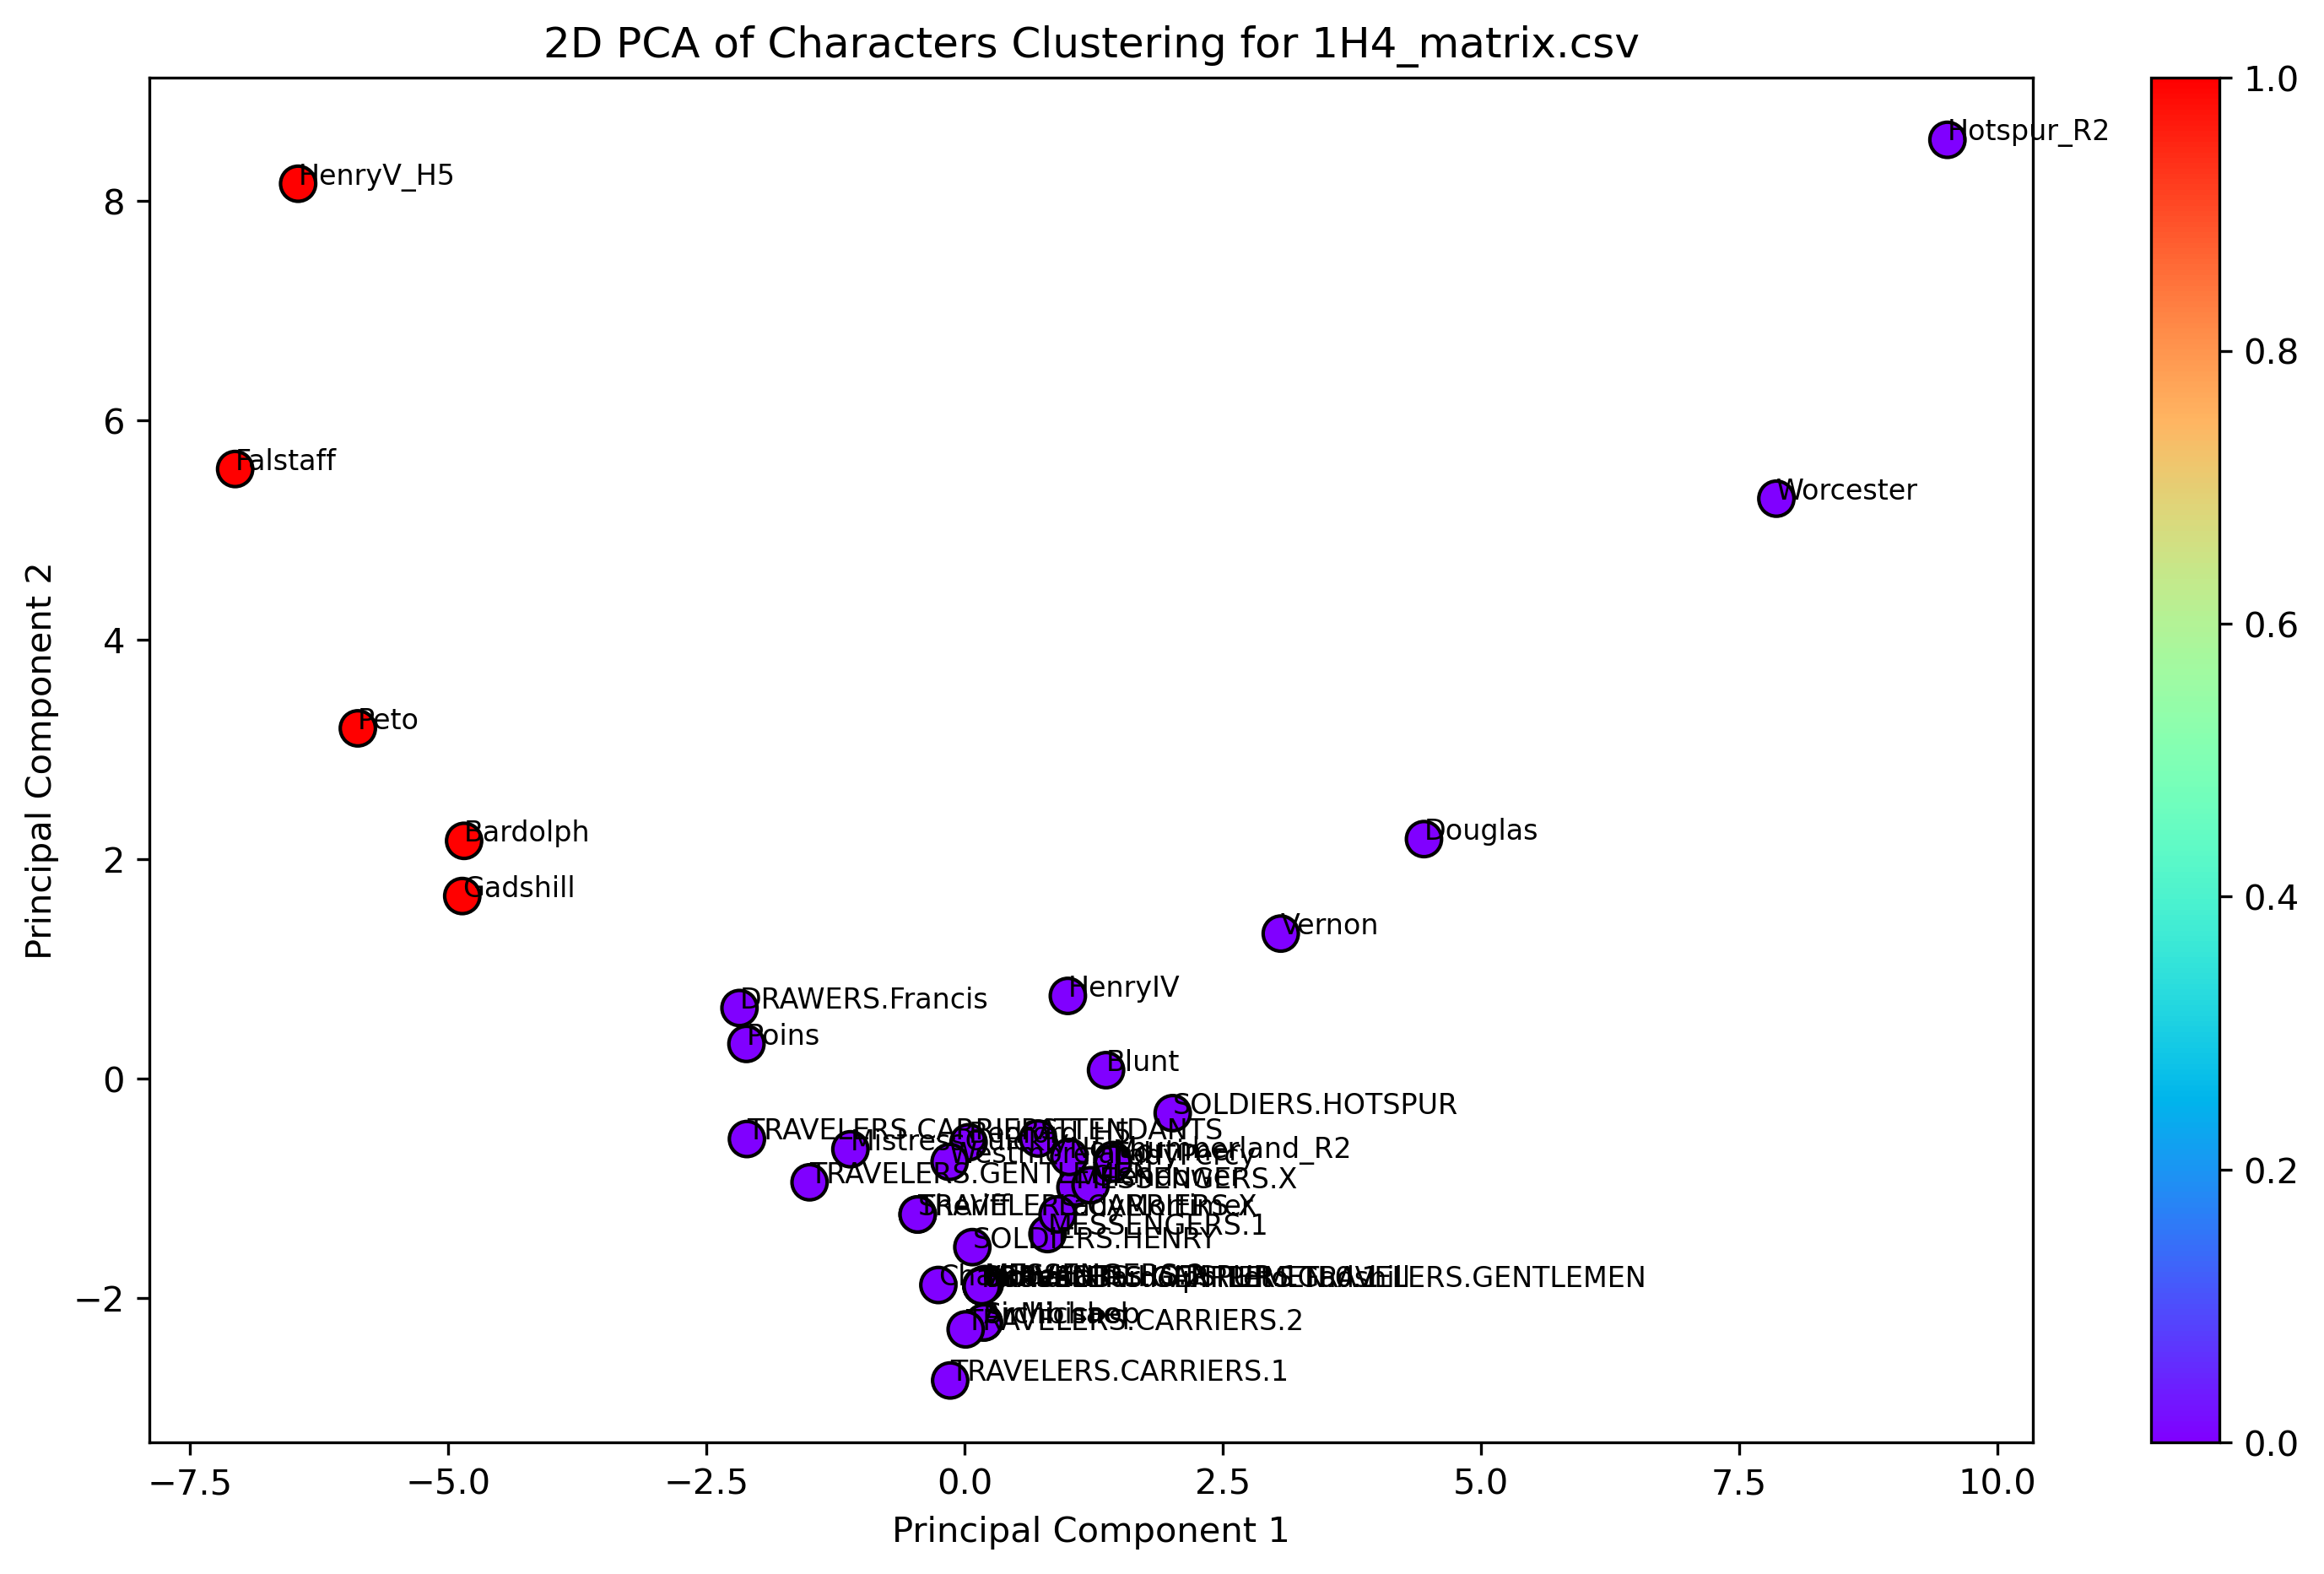 2D PCA of Characters Clustering for 1H4_matrix.csv
1.0
Hotspur_R2
HenryV_H5
8
Falstaff
Worcester
6
0.8
Peto
4
0.6
Bardolph
Douglas
Gadshill
2
Vernon
0.4
HenryIV
DRAWERS.Francis
Poins
Blunt
0
SOLDIERS.HOTSPUR
0.2
MESSENGERS.X
MESSENGERS.1
SOLDIERS.HENRY
TRAVELERS.GENTLEMEN
−2
TRAVELERS.CARRIERS.2
TRAVELERS.CARRIERS.1
0.0
−7.5
−5.0
−2.5
0.0
2.5
5.0
7.5
10.0
Principal Component 1
Principal Component 2